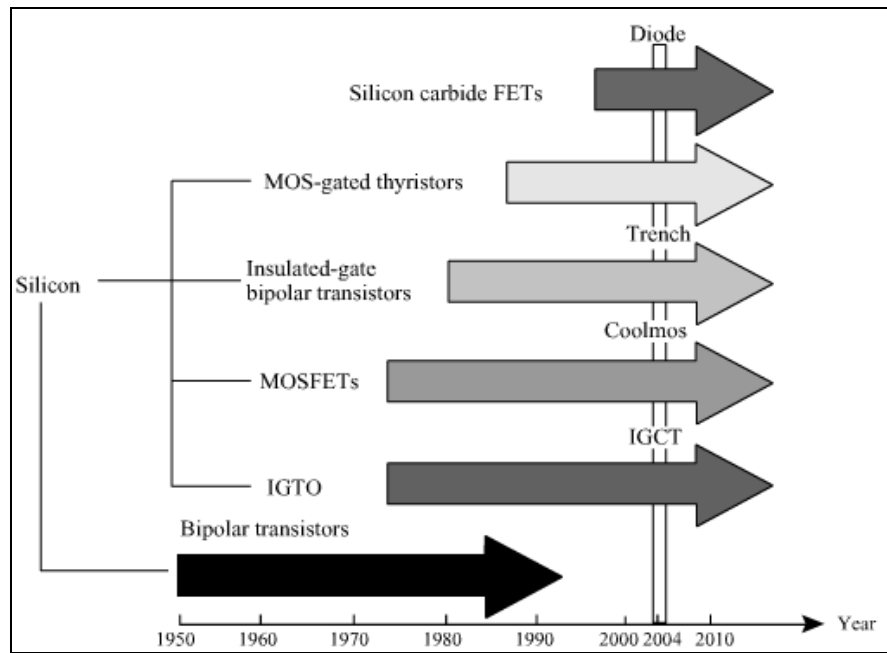 Diode
Silicon carbide FETs
MOS-gated thyristors
Trench
Insulated-gate
bipolar transistors
Silicon
Coolmos
MOSFETs
IGCT
IGTO
Bipolar transistors
1950 1960 1970 1980 1990 2000 2004 2010 Year